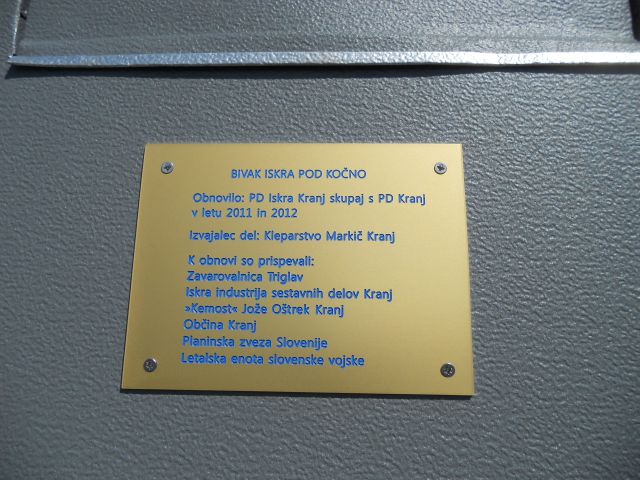 BIVAK ISKRA POD KOČNO
Obnovilo: PD Iskra Kranj skupaj s PD Kranj
v letu 2011 in 2012
Izvajalec del: Kleparstvo Markič Kranj
K obnovi so prispevali:
Zavarovalnica Triglav
Iskra industrija sestavnih delov Kranj
»Kernost« Jože Oštrek Kranj
Občina Kranj
Planinska zveza Slovenije
Letalska enota slovenske vojske